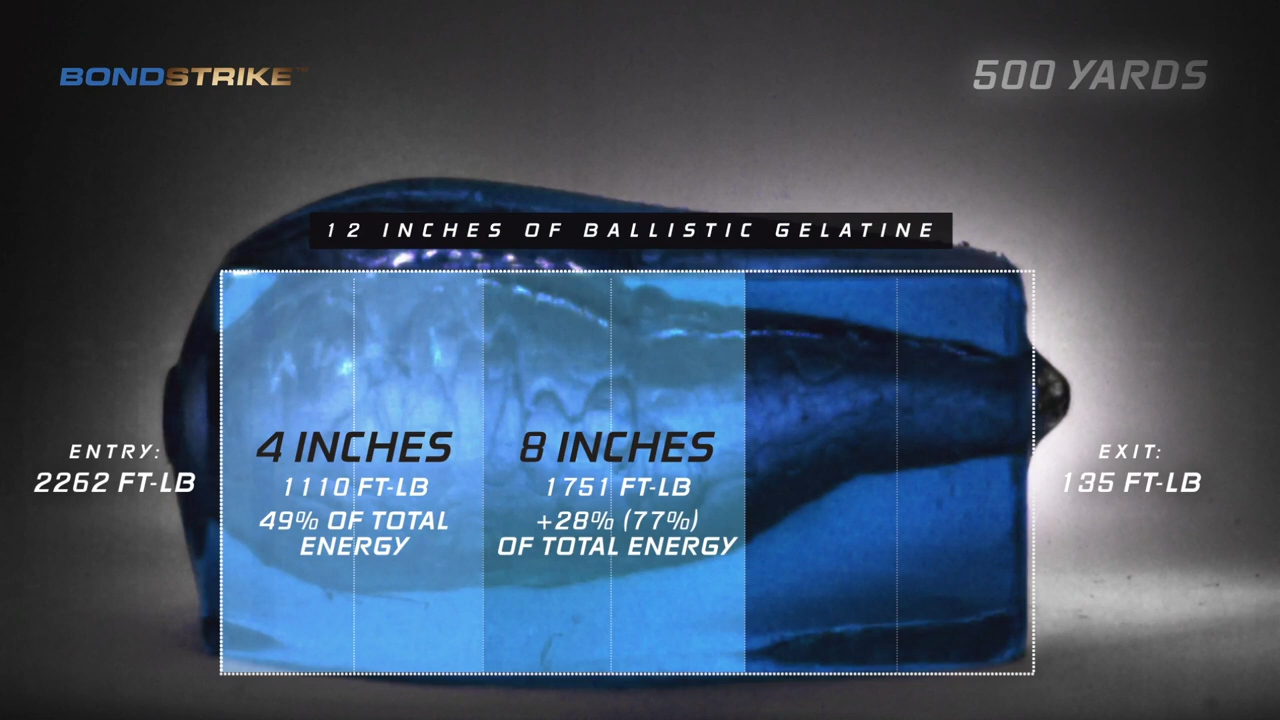 BONDSTRIKE™
500 YARDS
12 INCHES OF BALLISTIC GELATINE
ENTRY:
2262 FT-LB
4 INCHES
1110 FT-LB
49% OF TOTAL
ENERGY
8 INCHES
1751 FT-LB
+28% (77%)
OF TOTAL ENERGY
EXIT:
135 FT-LB